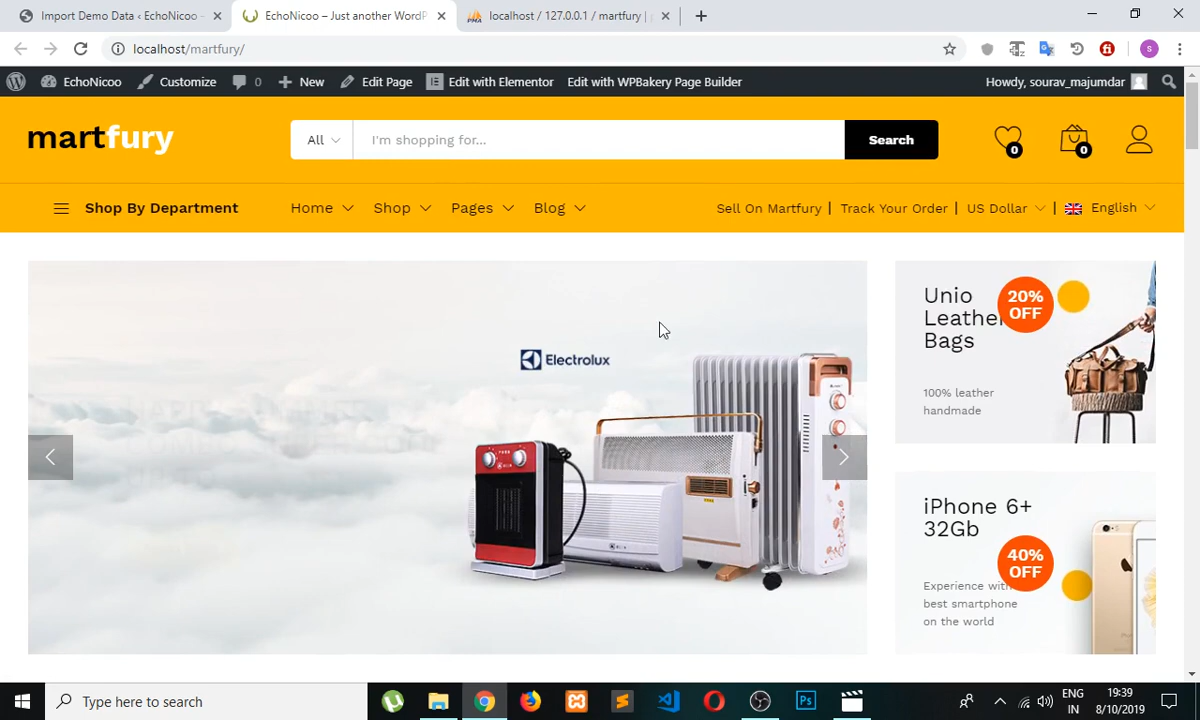 Import Demo Data ‹ EchoNicoo -
EchoNicoo – Just another WordP
localhost / 127.0.0.1 / martfury |
localhost/martfury/
EchoNicoo
Customize
0
New
Edit Page
Edit with Elementor
Edit with WPBakery Page Builder
Howdy, sourav_majumdar
martfury
All
I'm shopping for...
Search
0
0
Shop By Department
Home
Shop
Pages
Blog
Sell On Martfury |
Track Your Order |
US Dollar
|
English
Electrolux
Unio
Leather
Bags
20%
OFF
100% leather
handmade
iPhone 6+
32Gb
40%
OFF
Experience with
best smartphone
on the world
Type here to search
ENG
IN
19:39
8/10/2019